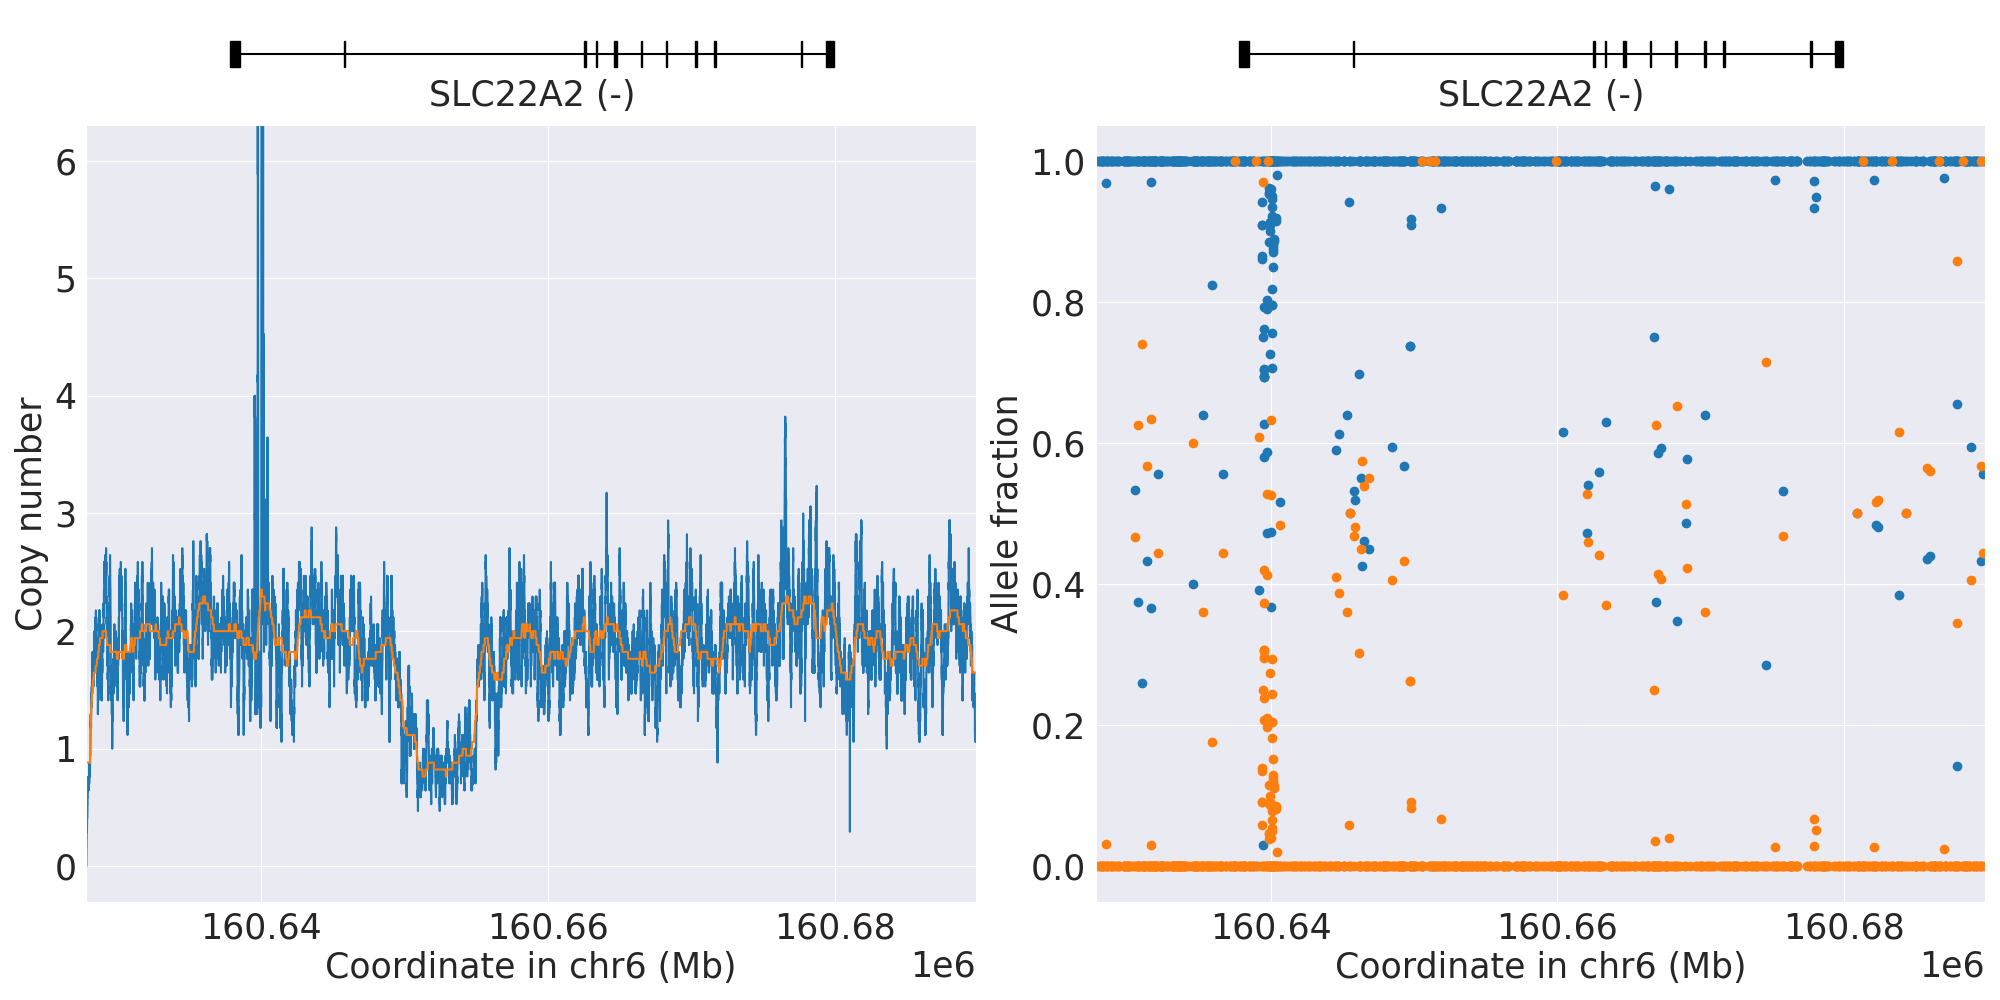 SLC22A2 (-)
Copy number
6
5
4
3
2
1
0
160.64 160.66 160.68
Coordinate in chr6 (Mb)
1e6
SLC22A2 (-)
Allele fraction
1.0
0.8
0.6
0.4
0.2
0.0
160.64 160.66 160.68
Coordinate in chr6 (Mb)
1e6